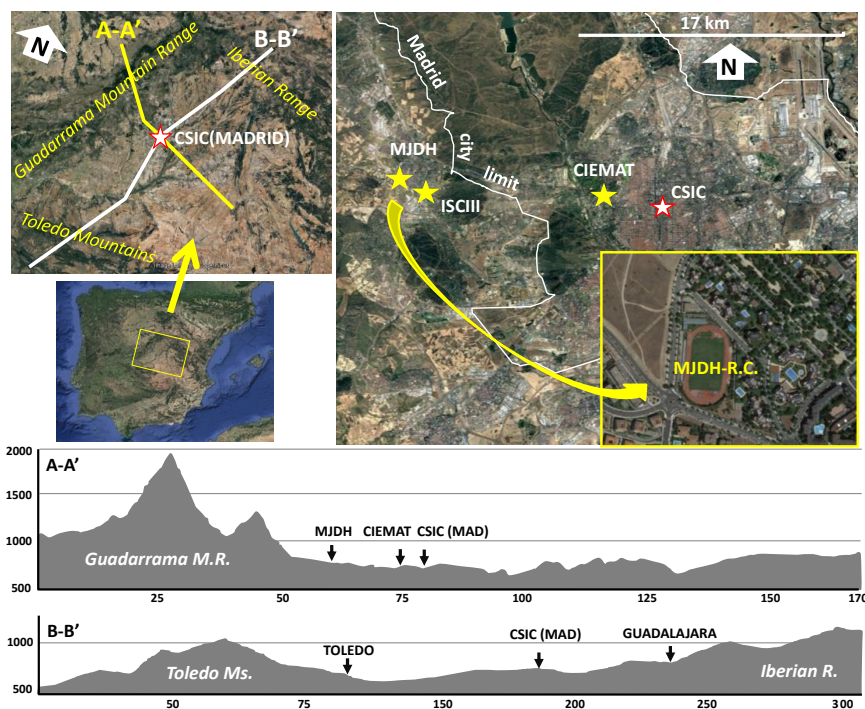 N
A-A'
B-B'
Guadarrama Mountain Range
Iberian Range
CSIC(MADRID)
Toledo Mountains
17 km
N
Madrid
city
limit
MJDH
ISCIII
CIEMAT
CSIC
MJDH-R.C.
A-A'
2000
1500
1000
500
MJDH
CIEMAT
CSIC (MAD)
Guadarrama M.R.
25
50
75
100
125
150
170
B-B'
1000
500
TOLEDO
CSIC (MAD)
GUADALAJARA
Toledo Ms.
Iberian R.
50
75
150
200
250
300